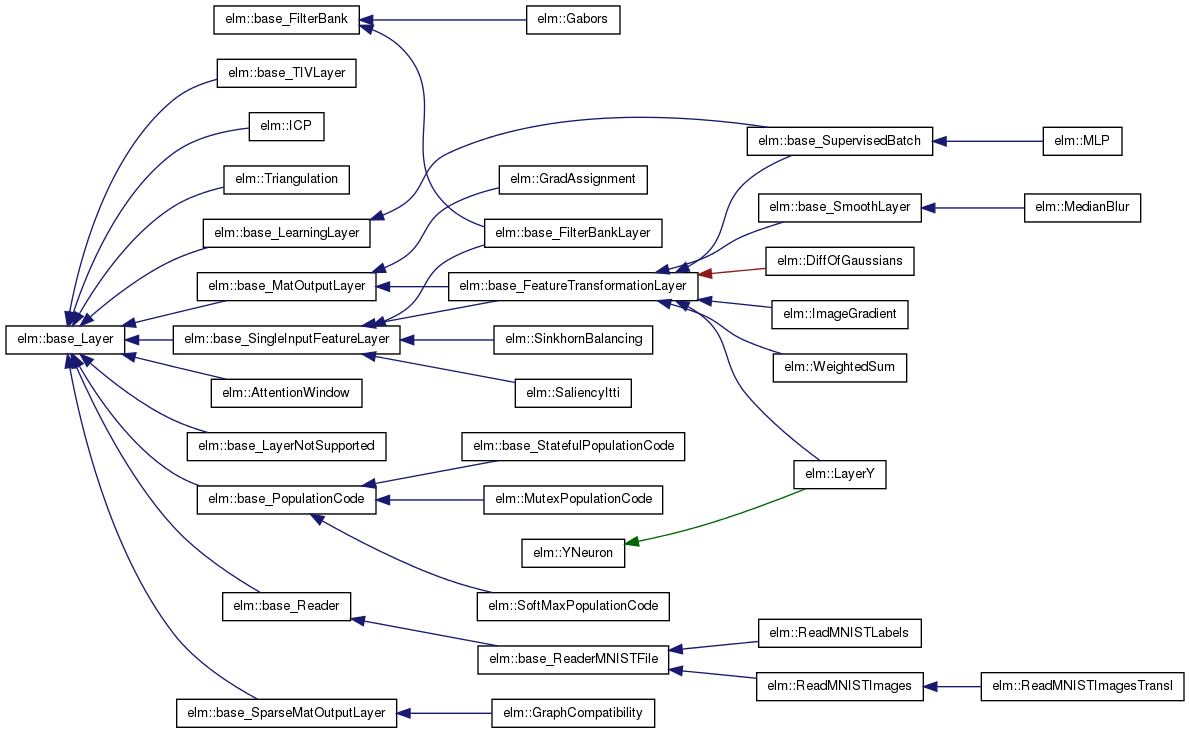 elm::base_FilterBank
elm::Gabors
elm::base_TIVLayer
elm::ICP
elm::base_SupervisedBatch
elm::MLP
elm::Triangulation
elm::GradAssignment
elm::base_SmoothLayer
elm::MedianBlur
elm::base_LearningLayer
elm::base_FilterBankLayer
elm::DiffOfGaussians
elm::base_MatOutputLayer
elm::base_FeatureTransformationLayer
elm::ImageGradient
elm::base_Layer
elm::base_SingleInputFeatureLayer
elm::SinkhornBalancing
elm::WeightedSum
elm::AttentionWindow
elm::SaliencyItti
elm::base_LayerNotSupported
elm::base_StatefulPopulationCode
elm::LayerY
elm::base_PopulationCode
elm::MutexPopulationCode
elm::YNeuron
elm::base_Reader
elm::SoftMaxPopulationCode
elm::ReadMNISTLabels
elm::base_ReaderMNISTFile
elm::ReadMNISTImages
elm::ReadMNISTImagesTransl
elm::base_SparseMatOutputLayer
elm::GraphCompatibility